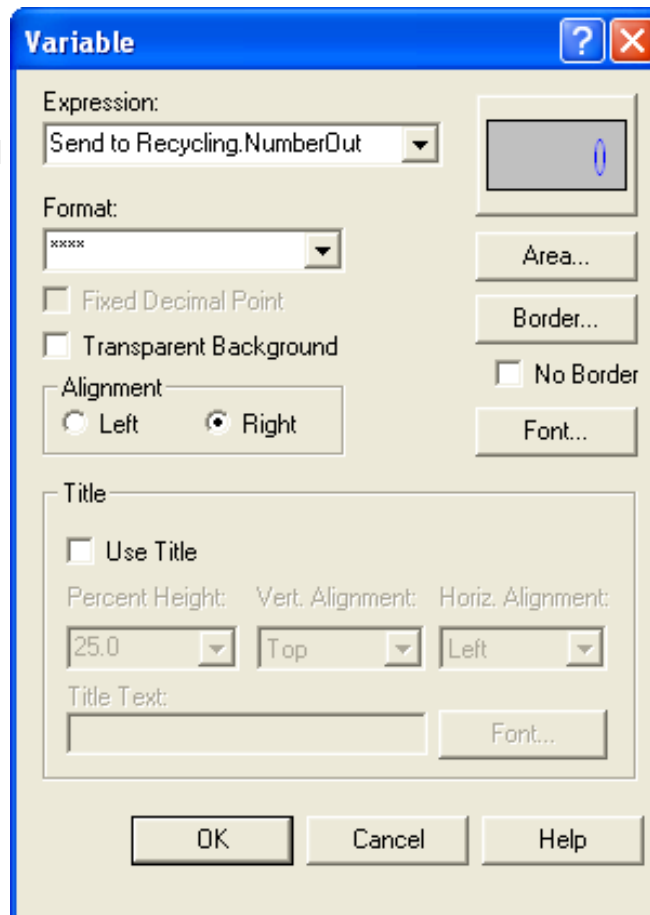 Variable
Expression:
Send to Recycling.NumberOut
0
Format:
****
Area...
Fixed Decimal Point
Border...
Transparent Background
No Border
Alignment
Left
Right
Font...
Title
Use Title
Percent Height: Vert. Alignment: Horiz. Alignment:
25.0 Top Left
Title Text:
Font...
OK Cancel Help